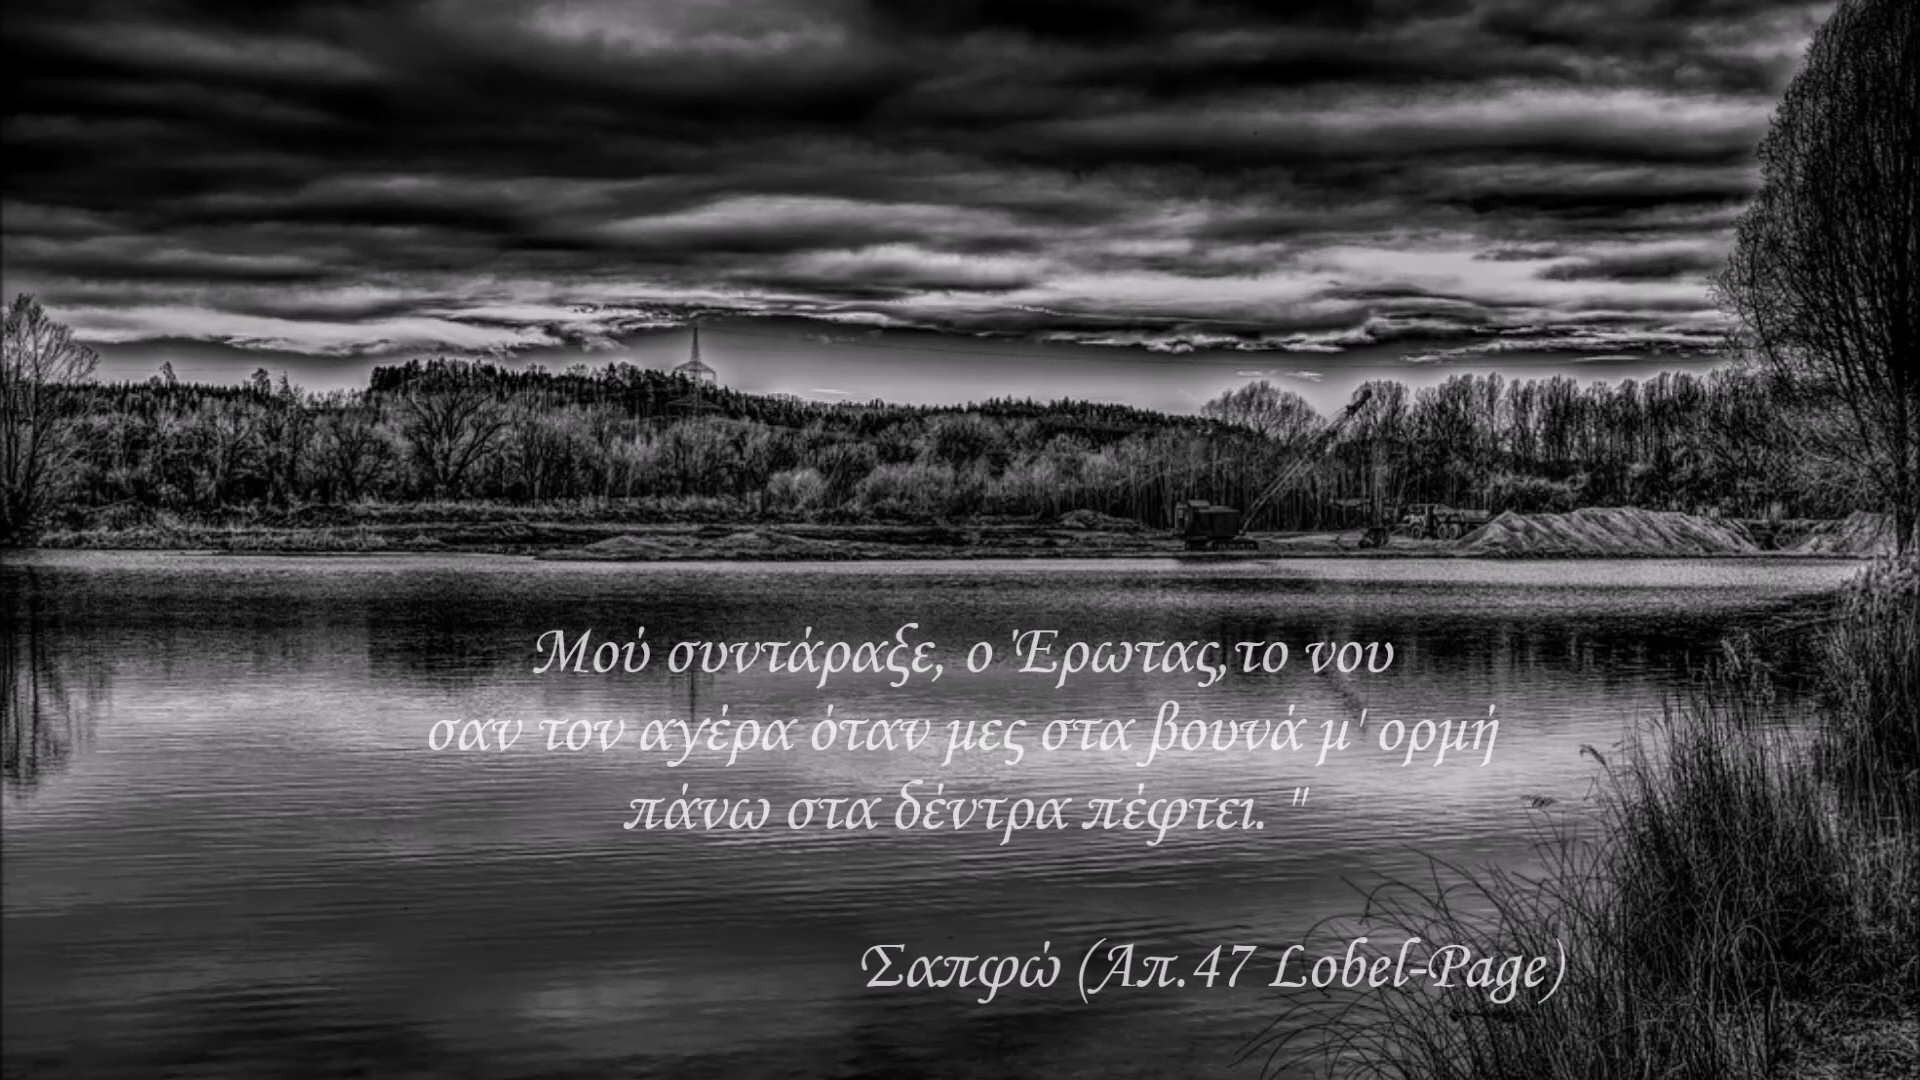 Μού συντάραξε, ο Έρωτας,το νου
σαν τον αγέρα όταν μες στα βουνά μ' ορμή
πάνω στα δέντρα πέφτει. "
Σαπφώ (Απ.47 Lobel-Page)